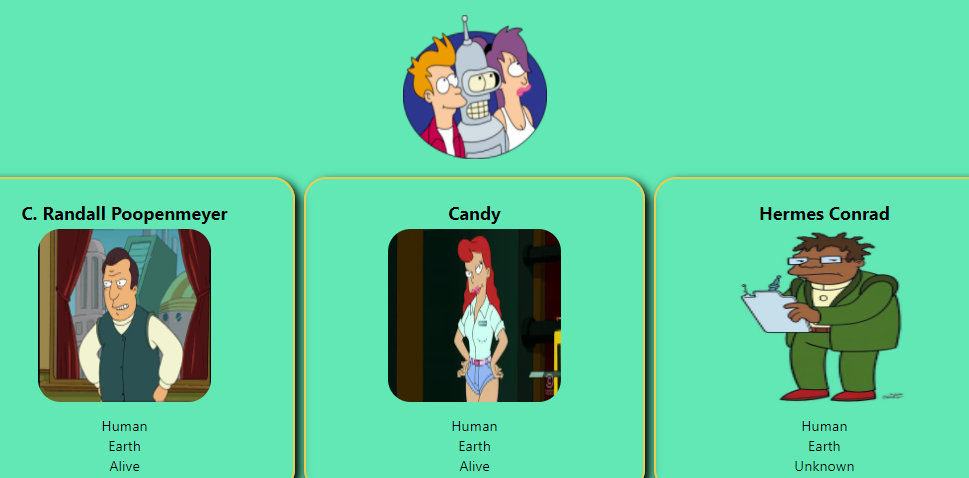 C. Randall Poopenmeyer
Human
Earth
Alive
Candy
Human
Earth
Alive
Hermes Conrad
Human
Earth
Unknown